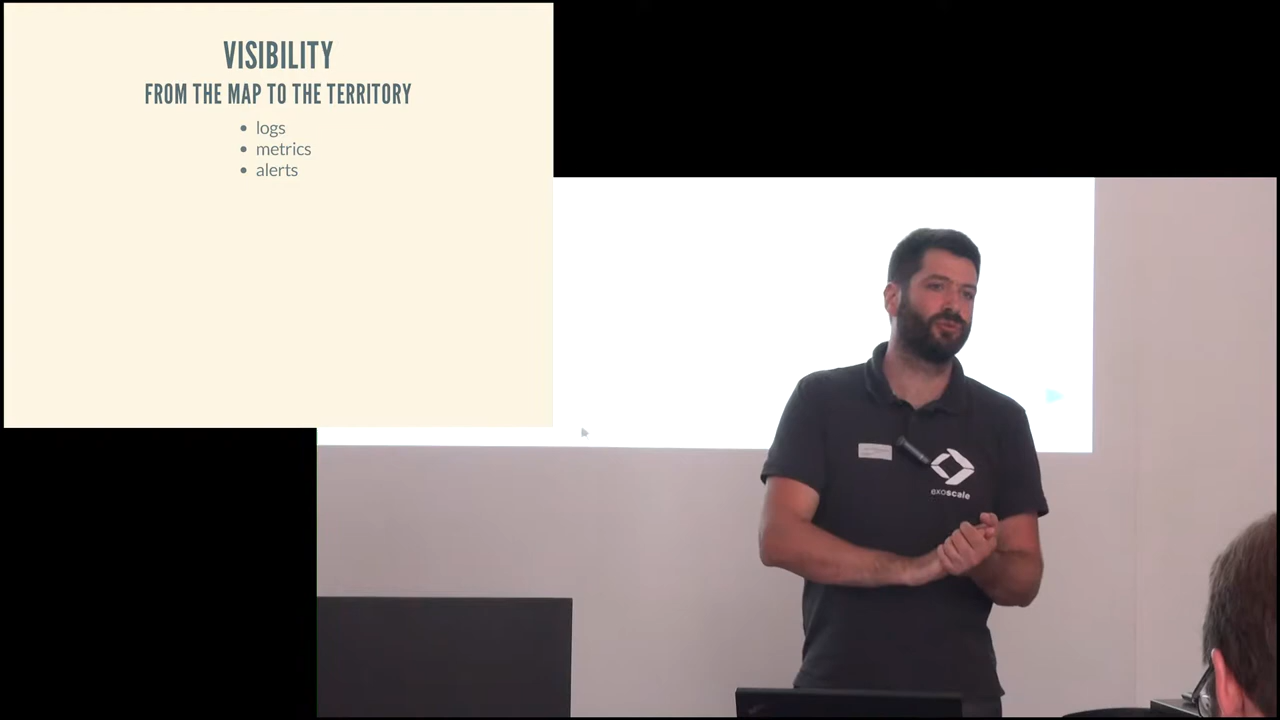 VISIBILITY
FROM THE MAP TO THE TERRITORY
logs
metrics
alerts
exoscale